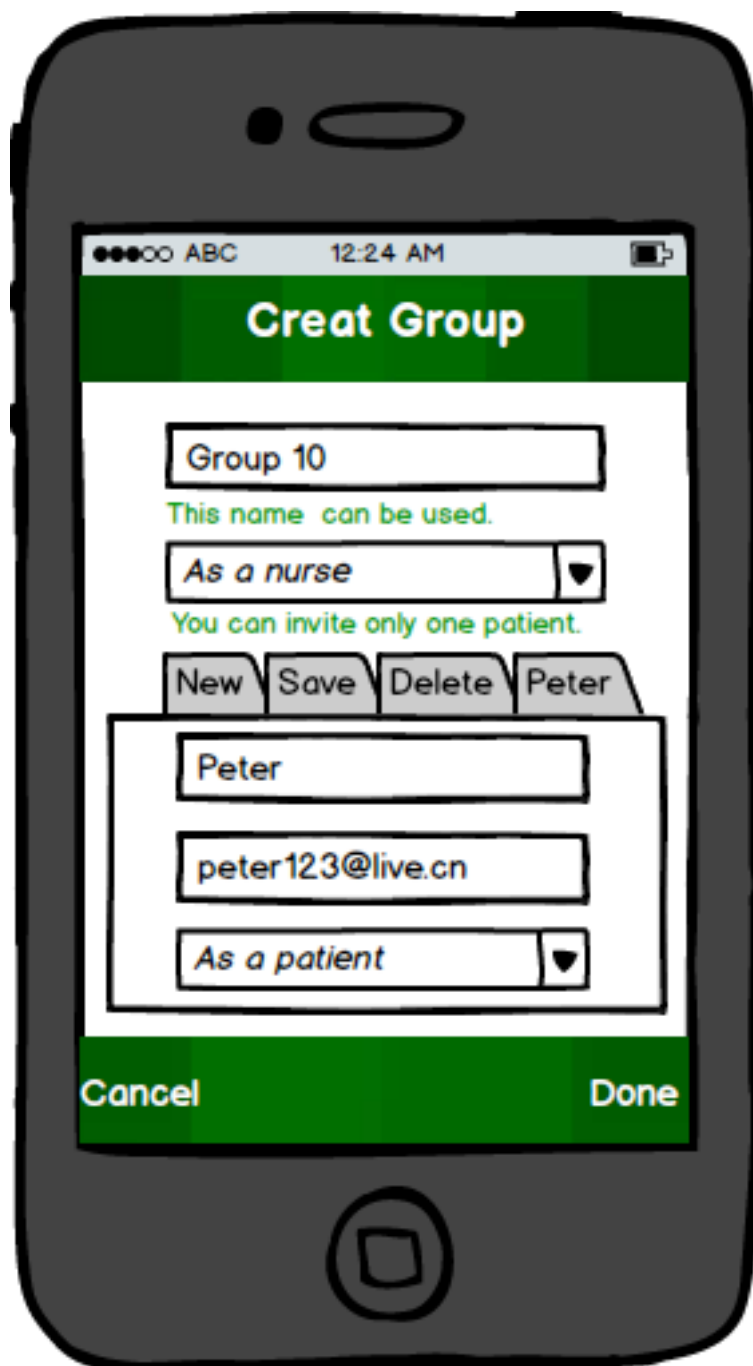 ABC 12:24 AM
Creat Group
Group 10
This name can be used.
As a nurse
You can invite only one patient.
New Save Delete Peter
Peter
peter123@live.cn
As a patient
Cancel Done